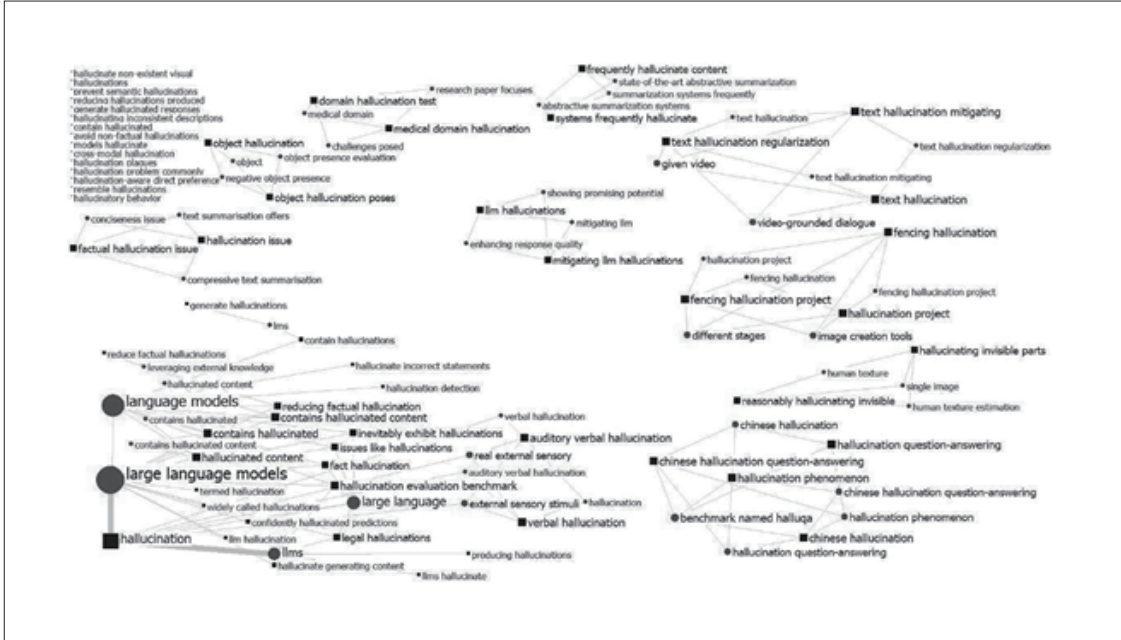 hallucinate non-existent visual
hallucinations
prevent semantic hallucinations
reducing hallucinations produced
generate hallucinated responses
hallucinating inconsistent descriptions
contain hallucinated
avoid non-factual hallucinations
models hallucinate
cross-modal hallucination
hallucination plaques
hallucination problem commonly
hallucination-aware direct preference
resemble hallucinations
hallucinatory behavior
object hallucination
object
object presence evaluation
negative object presence
object hallucination poses
domain hallucination test
research paper focuses
medical domain
medical domain hallucination
challenges posed
frequently hallucinate content
state-of-the-art abstractive summarization
summarization systems frequently
abstractive summarization systems
systems frequently hallucinate
text hallucination
text hallucination mitigating
text hallucination regularization
text hallucination regularization
given video
text hallucination mitigating
text hallucination
video-grounded dialogue
conciseness issue
text summarisation offers
hallucination issue
factual hallucination issue
compressive text summarisation
showing promising potential
llm hallucinations
mitigating llm
enhancing response quality
mitigating llm hallucinations
fencing hallucination
hallucination project
fencing hallucination
fencing hallucination project
fencing hallucination project
hallucination project
different stages
image creation tools
generate hallucinations
lms
contain hallucinations
reduce factual hallucinations
leveraging external knowledge
hallucinate incorrect statements
hallucinated content
hallucination detection
language models
reducing factual hallucination
contains hallucinated content
contains hallucinated
contains hallucinated
inevitably exhibit hallucinations
contains hallucinated content
issues like hallucinations
hallucinated content
fact hallucination
large language models
hallucination evaluation benchmark
termed hallucination
large language
widely called hallucinations
confidently hallucinated predictions
hallucination
llm hallucination
legal hallucinations
llms
producing hallucinations
hallucinate generating content
llms hallucinate
verbal hallucination
auditory verbal hallucination
real external sensory
auditory verbal hallucination
external sensory stimuli
hallucination
verbal hallucination
hallucinating invisible parts
human texture
single image
reasonably hallucinating invisible
human texture estimation
chinese hallucination
hallucination question-answering
chinese hallucination question-answering
hallucination phenomenon
chinese hallucination question-answering
benchmark named halluqa
hallucination phenomenon
chinese hallucination
hallucination question-answering